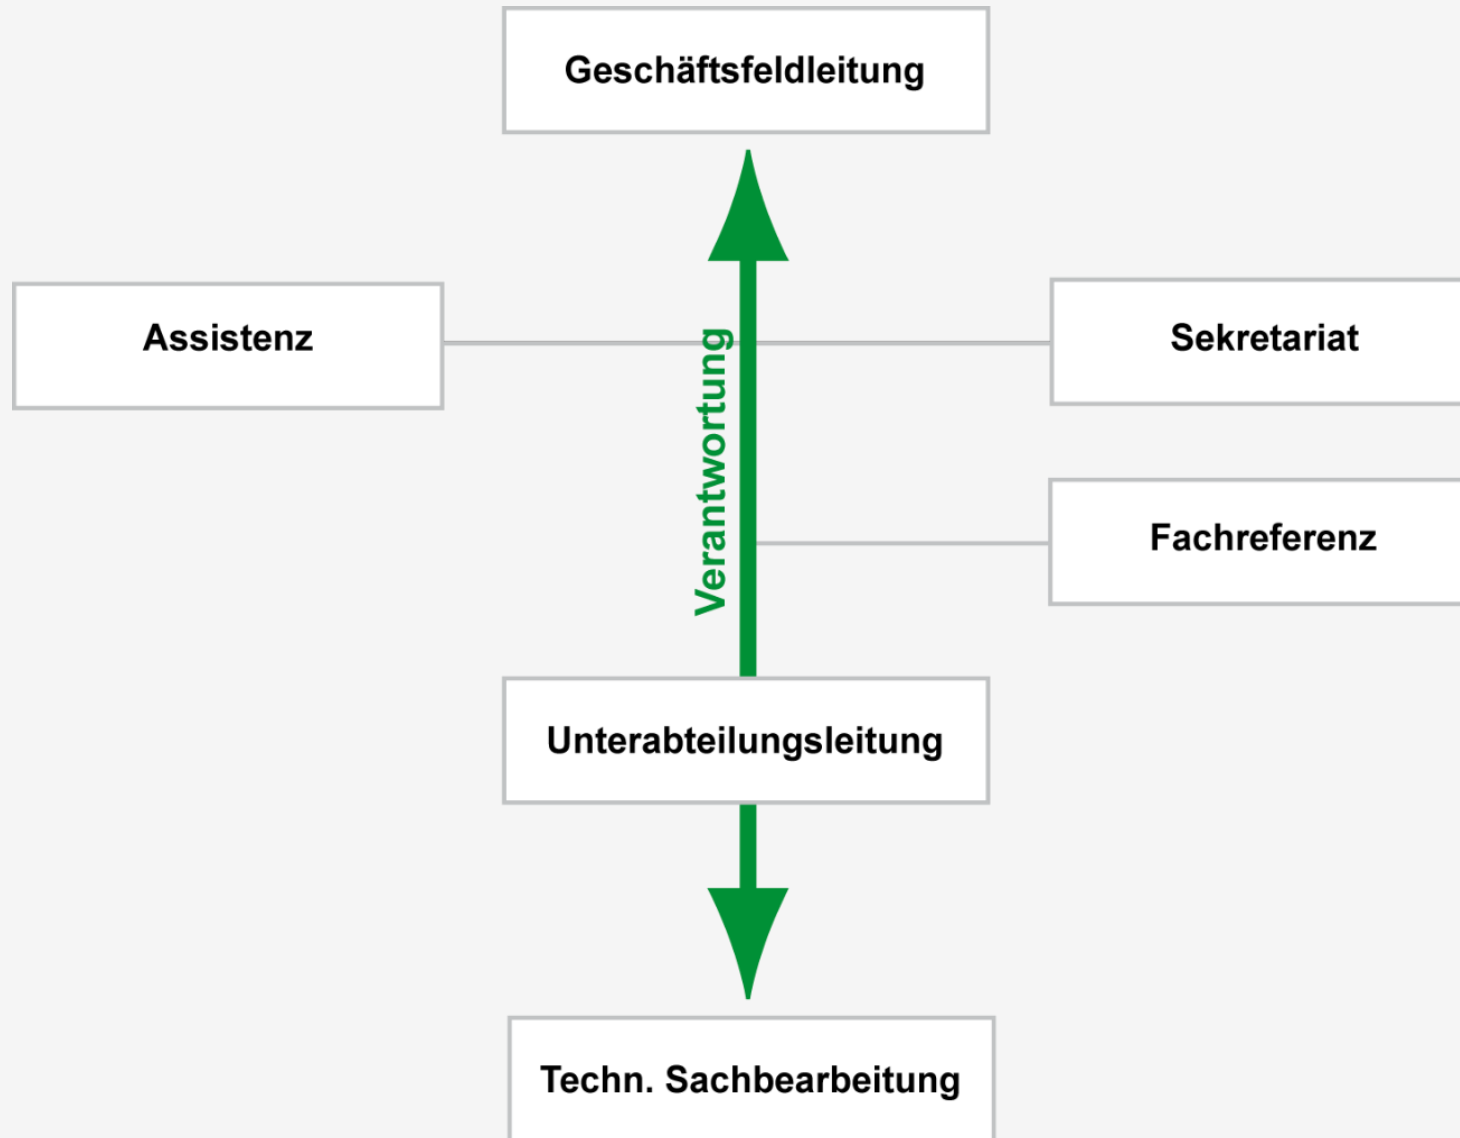 Geschäftsfeldleitung
Assistenz
Sekretariat
Verantwortung
Fachreferenz
Unterabteilungsleitung
Techn. Sachbearbeitung